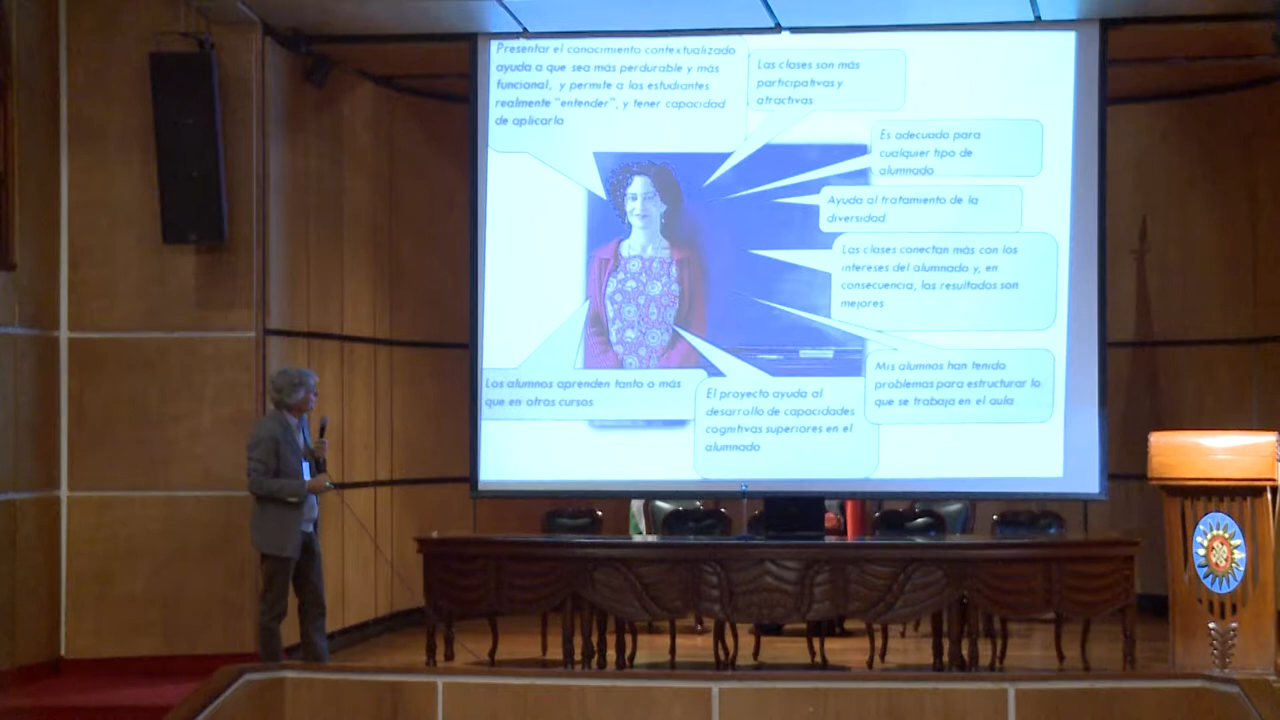 Presentar el conocimiento contextualizado
ayuda a que sea más perdurable y más
funcional, y permite a los estudiantes
realmente "entender", y tener capacidad
de aplicarlo
Las clases son más
participativas y
atractivas
Es adecuado para
cualquier tipo de
alumnado
Ayuda al tratamiento de la
diversidad
Las clases conectan más con los
intereses del alumnado y, en
consecuencia, los resultados son
mejores
Mis alumnos han tenido
problemas para estructurar lo
que se trabaja en el aula
Los alumnos aprenden tanto o más
que en otros cursos
El proyecto ayuda al
desarrollo de capacidades
cognitivas superiores en el
alumnado